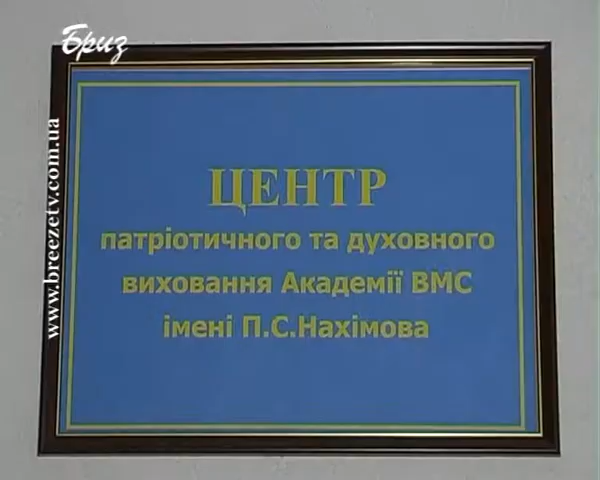 Бриз
www.breezetv.com.ua
ЦЕНТР
патріотичного та духовного
виховання Академії ВМС
імені П.С.Нахімова